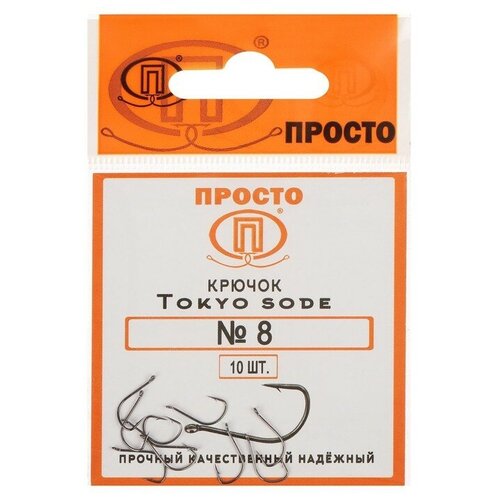 П
П
®
ПРОСТО
ПРОСТО
П
®
КРЮЧОК
TOKYO SODE
№ 8
10 ШТ.
ПРОЧНЫЙ КАЧЕСТВЕННЫЙ НАДЁЖНЫЙ